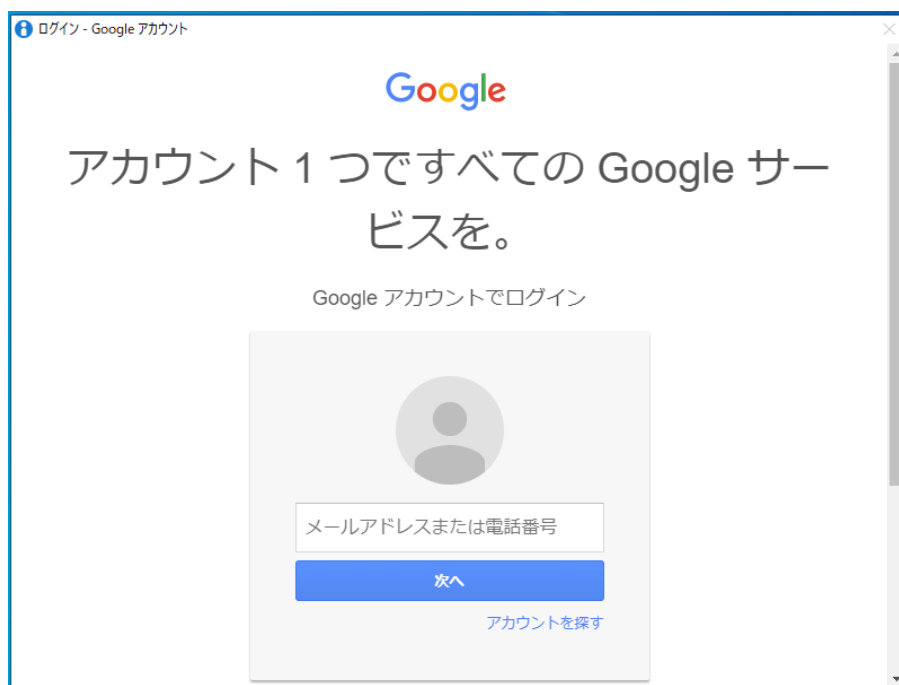 ログイン - Google アカウント
Google
アカウント 1 つですべての Google サー
ビスを。
Google アカウントでログイン
メールアドレスまたは電話番号
次へ
アカウントを探す